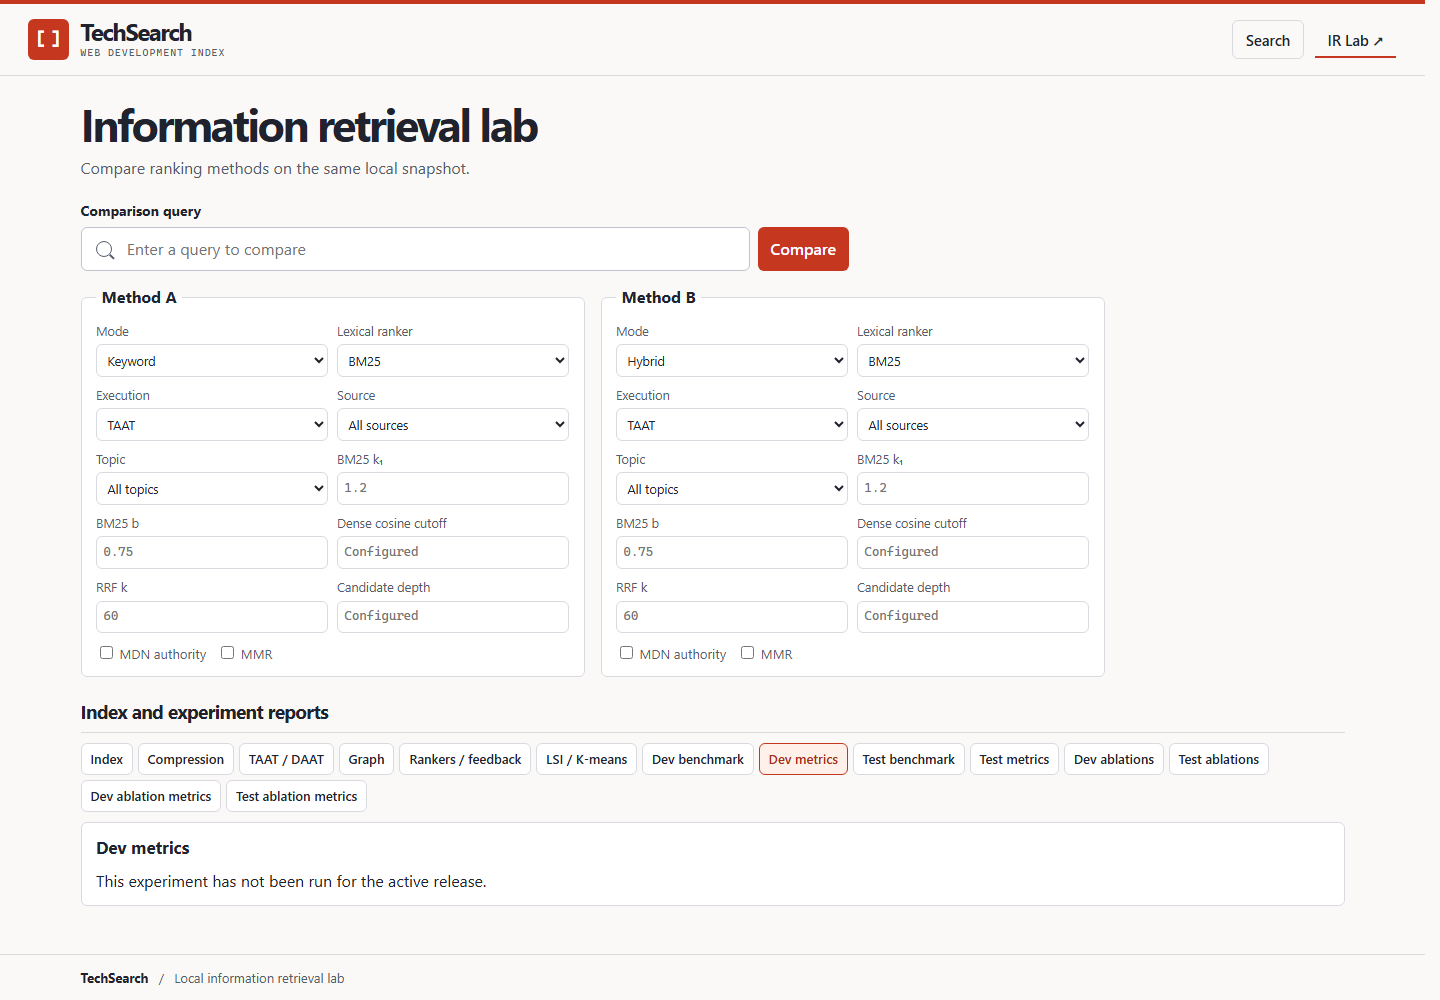 [ ] TechSearch
WEB DEVELOPMENT INDEX
Search IR Lab ↗
Information retrieval lab
Compare ranking methods on the same local snapshot.
Comparison query
Enter a query to compare Compare
Method A
Mode Lexical ranker
Keyword BM25
Execution Source
TAAT All sources
Topic BM25 k₁
All topics 1.2
BM25 b Dense cosine cutoff
0.75 Configured
RRF k Candidate depth
60 Configured
MDN authority MMR
Method B
Mode Lexical ranker
Hybrid BM25
Execution Source
TAAT All sources
Topic BM25 k₁
All topics 1.2
BM25 b Dense cosine cutoff
0.75 Configured
RRF k Candidate depth
60 Configured
MDN authority MMR
Index and experiment reports
Index Compression TAAT / DAAT Graph Rankers / feedback LSI / K-means Dev benchmark Dev metrics Test benchmark Test metrics Dev ablations Test ablations
Dev ablation metrics Test ablation metrics
Dev metrics
This experiment has not been run for the active release.
TechSearch / Local information retrieval lab